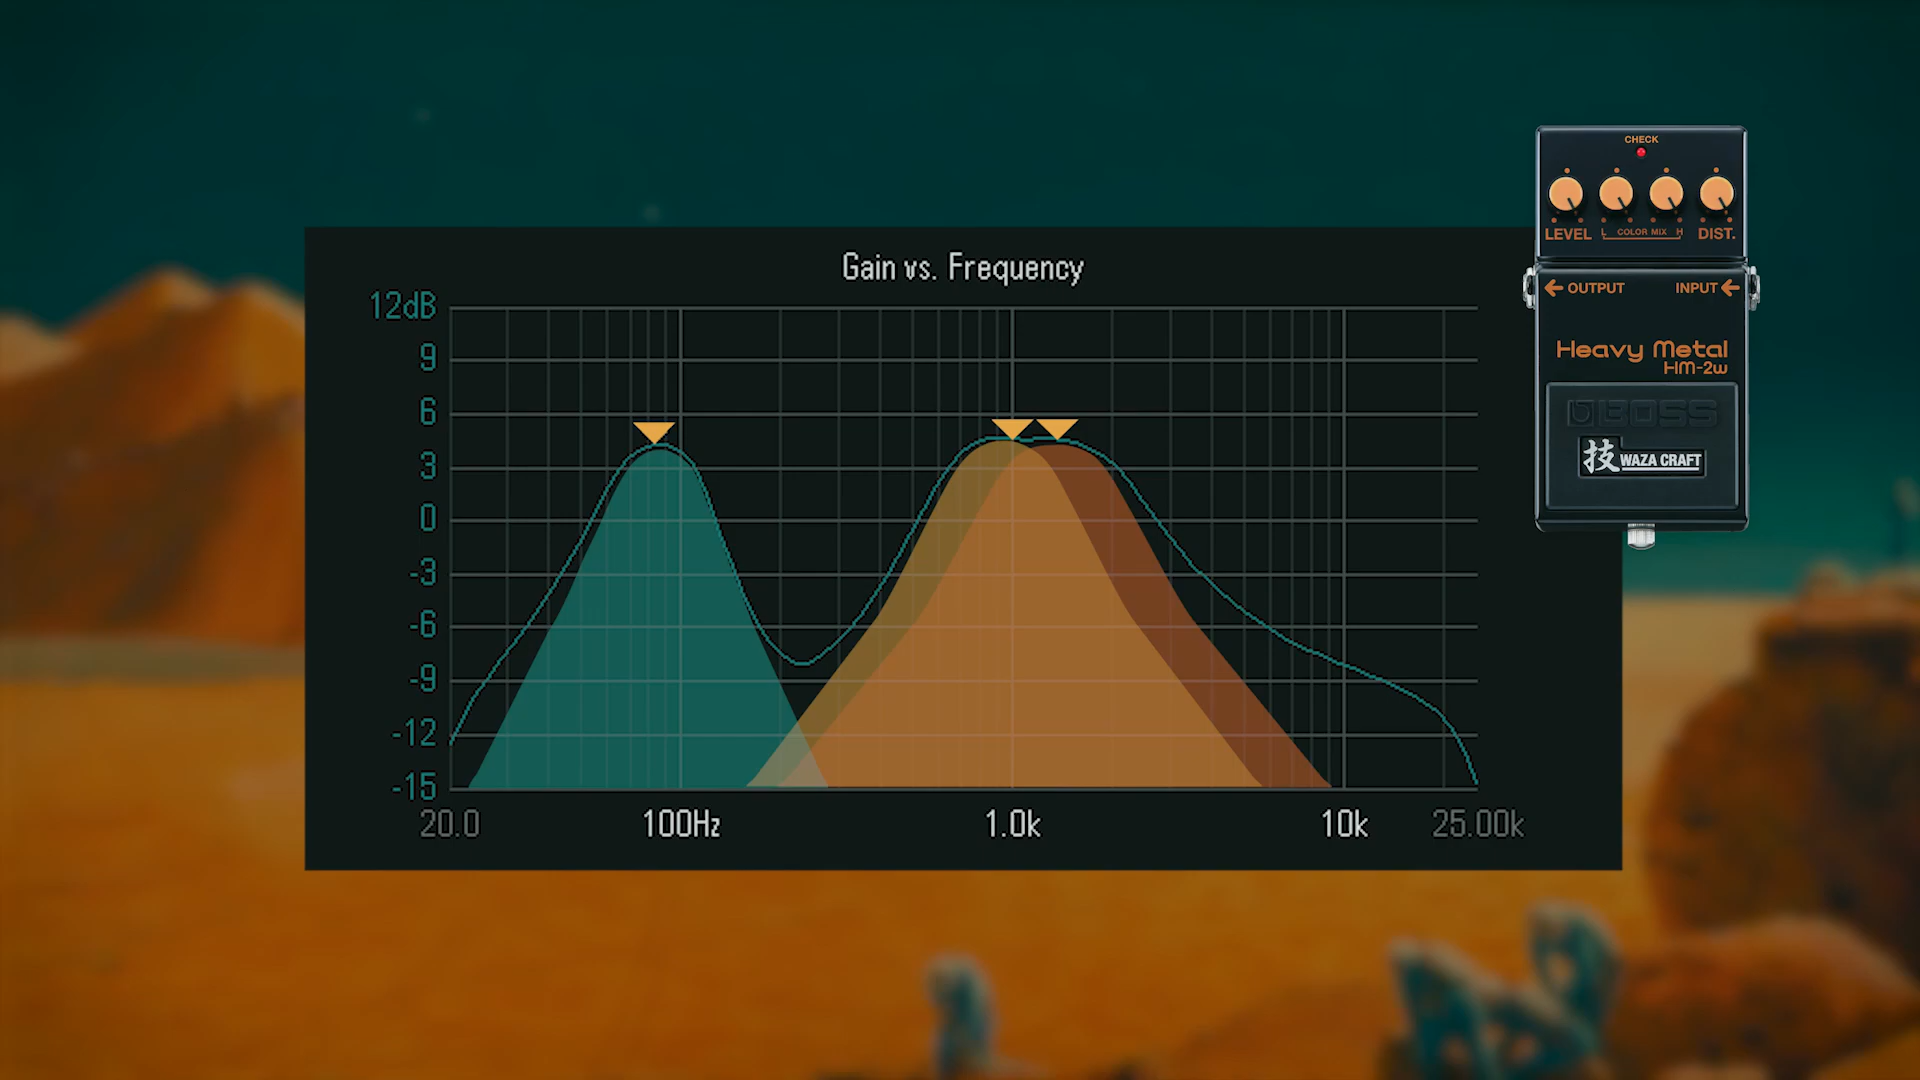 CHECK
LEVEL L COLOR MIX H DIST.
← OUTPUT INPUT ←
Heavy Metal
HM-2w
BOSS
技 WAZA CRAFT
Gain vs. Frequency
12dB
9
6
3
0
-3
-6
-9
-12
-15
20.0 100Hz 1.0k 10k 25.00k